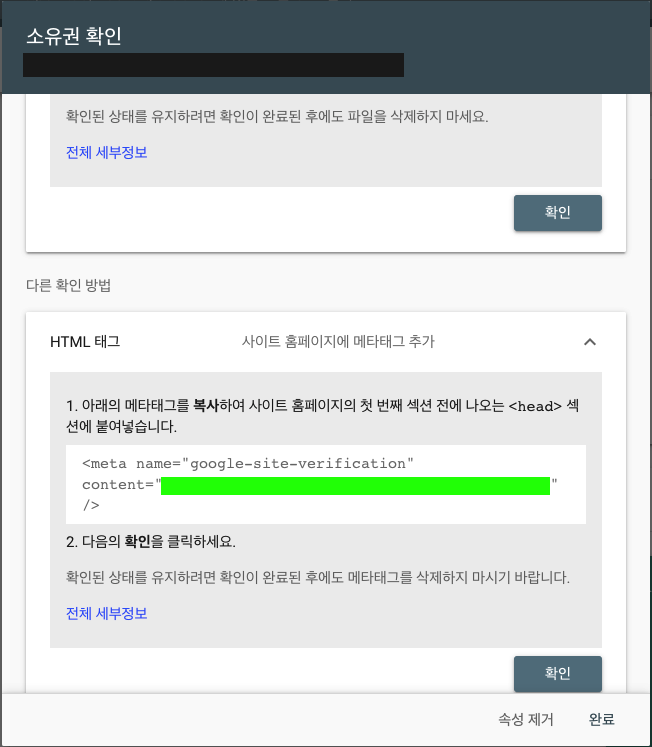 소유권 확인
확인된 상태를 유지하려면 확인이 완료된 후에도 파일을 삭제하지 마세요.
전체 세부정보
확인
다른 확인 방법
HTML 태그 사이트 홈페이지에 메타태그 추가
1. 아래의 메타태그를 복사하여 사이트 홈페이지의 첫 번째 섹션 전에 나오는 <head> 섹
션에 붙여넣습니다.
<meta name="google-site-verification"
content=""
/>
2. 다음의 확인을 클릭하세요.
확인된 상태를 유지하려면 확인이 완료된 후에도 메타태그를 삭제하지 마시기 바랍니다.
전체 세부정보
확인
속성 제거 완료